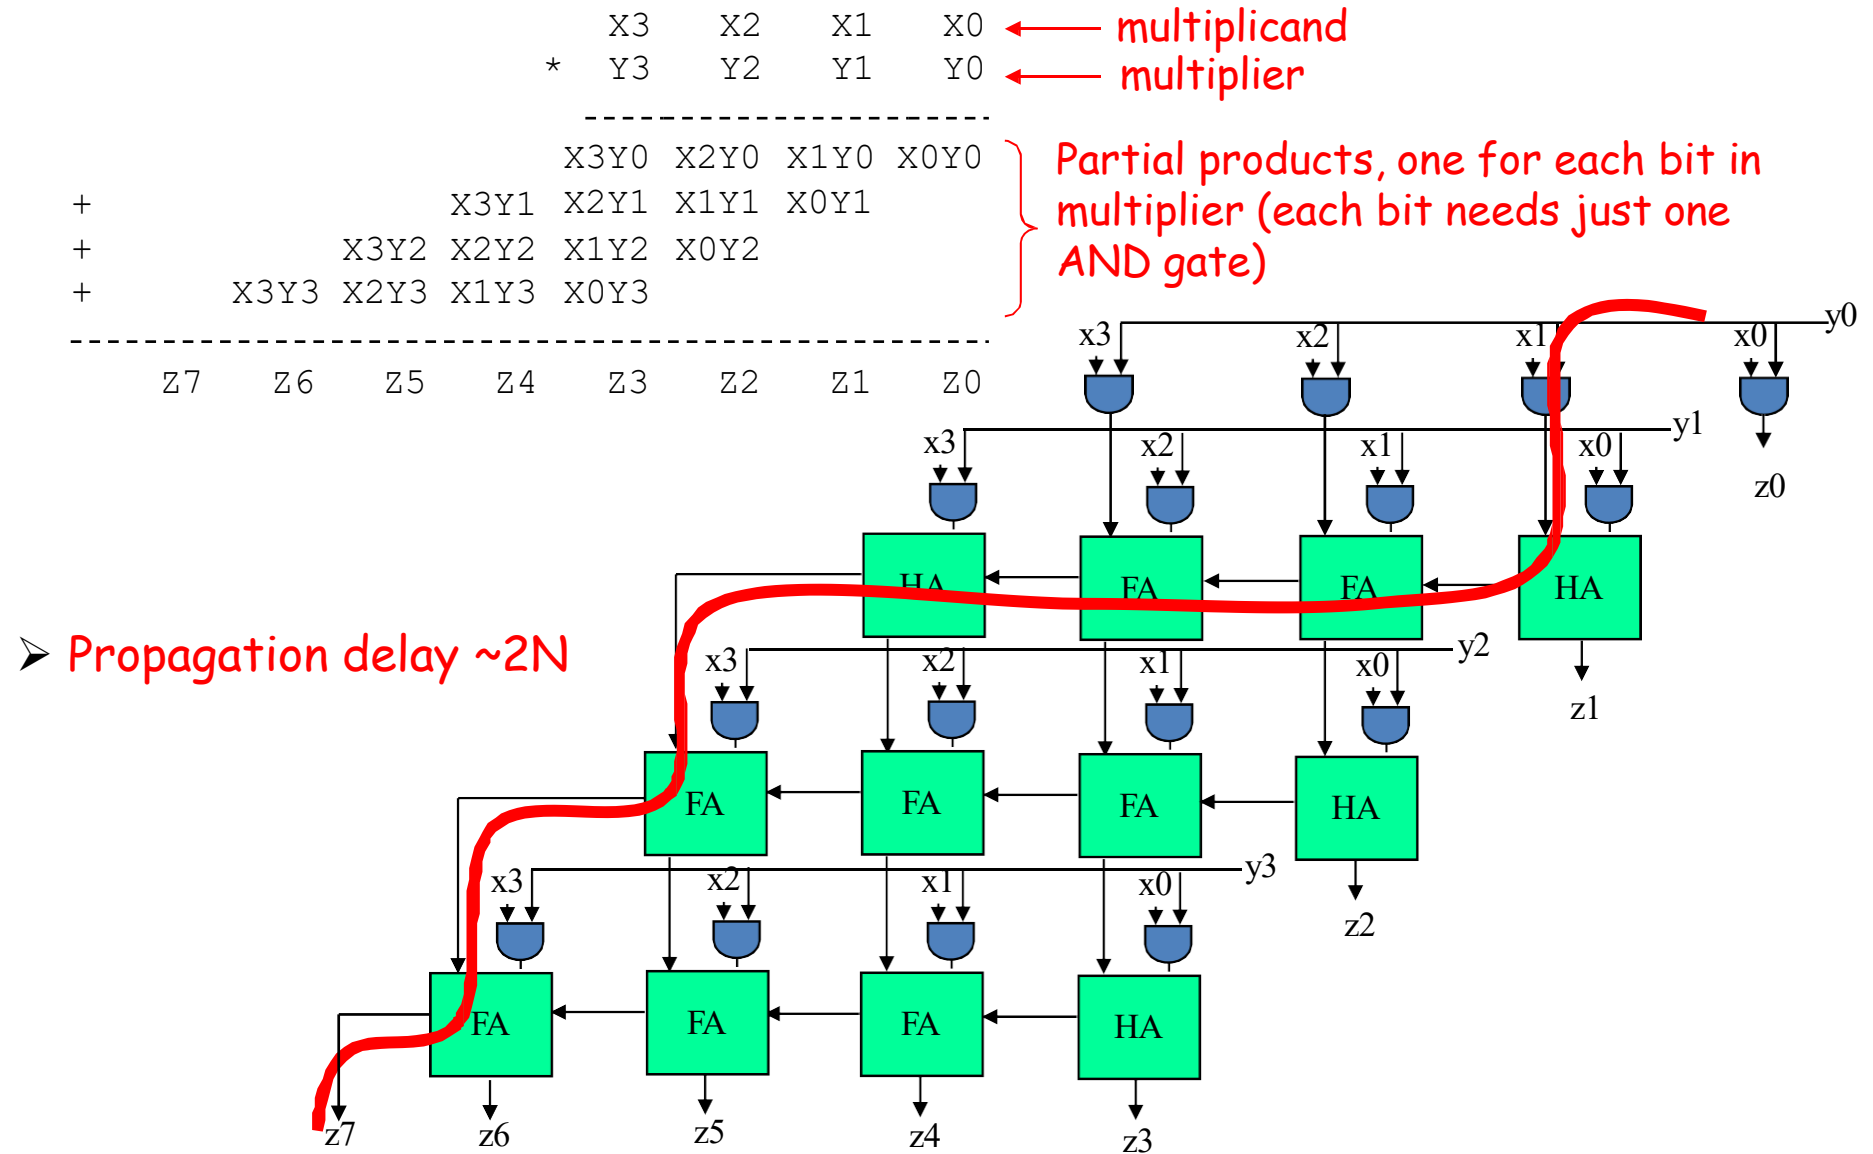 X3 X2 X1 X0 multiplicand
* Y3 Y2 Y1 Y0 multiplier
--------------------
X3Y0 X2Y0 X1Y0 X0Y0
+ X3Y1 X2Y1 X1Y1 X0Y1
+ X3Y2 X2Y2 X1Y2 X0Y2
+ X3Y3 X2Y3 X1Y3 X0Y3
Partial products, one for each bit in
multiplier (each bit needs just one
AND gate)
--------------------------------------------
Z7 Z6 Z5 Z4 Z3 Z2 Z1 Z0
x3 x2 x1 x0 y0
x3 x2 x1 x0 y1
z0
HA FA FA HA
➢ Propagation delay ~2N
x3 x2 x1 x0 y2
z1
FA FA FA HA
x3 x2 x1 x0 y3
z2
FA FA FA HA
z7 z6 z5 z4 z3